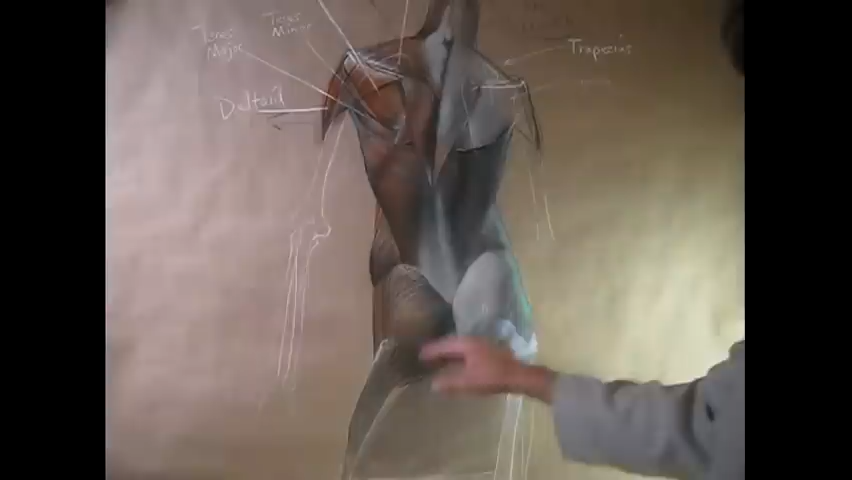 Teres
Major
Teres
Minor
Trapezius
Deltoid